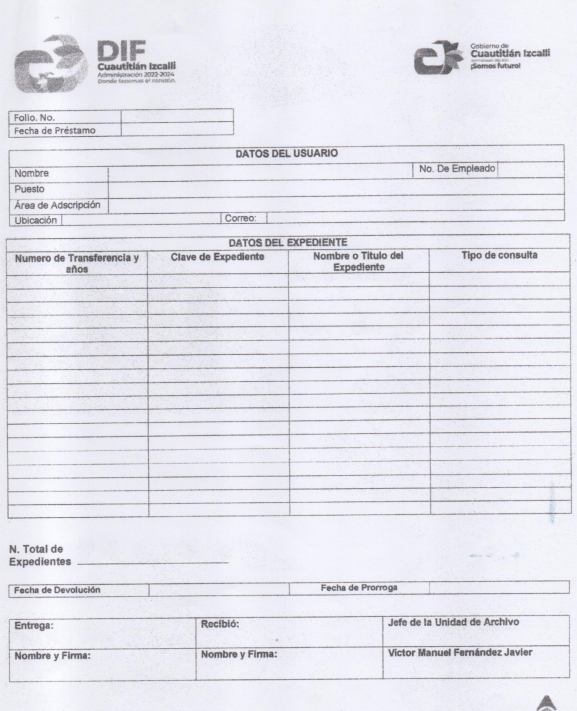 DIF
Cuautitlán Izcalli
Administración 2022-2024
Donde tenemos el corazón.
Gobierno de
Cuautitlán Izcalli
¡Somos futuro!
Folio. No.
Fecha de Préstamo
DATOS DEL USUARIO
Nombre No. De Empleado
Puesto
Área de Adscripción
Ubicación Correo:
DATOS DEL EXPEDIENTE
Numero de Transferencia y años Clave de Expediente Nombre o Titulo del Expediente Tipo de consulta
N. Total de
Expedientes
Fecha de Devolución Fecha de Prorroga
Entrega: Recibió: Jefe de la Unidad de Archivo
Nombre y Firma: Nombre y Firma: Victor Manuel Fernández Javier